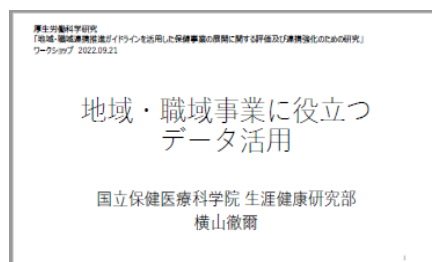 厚生労働科学研究
「地域・職域連携推進ガイドラインを活用した保健事業の展開に関する評価及び連携強化のための研究」
ワークショップ 2022.09.21
地域・職域事業に役立つ
データ活用
国立保健医療科学院 生涯健康研究部
横山徹爾
1